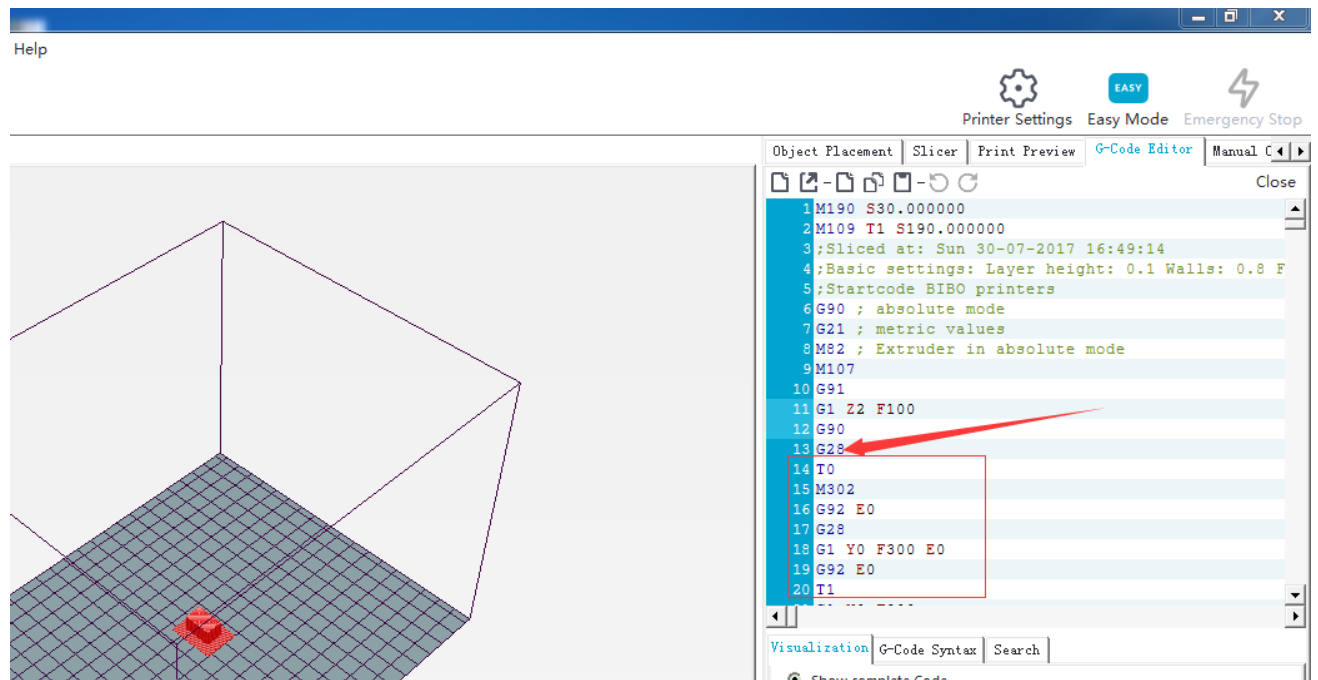 Help
EASY
Printer Settings Easy Mode Emergency Stop
Object Placement Slicer Print Preview G-Code Editor Manual C
Close
1 M190 S30.000000
2 M109 T1 S190.000000
3 ;Sliced at: Sun 30-07-2017 16:49:14
4 ;Basic settings: Layer height: 0.1 Walls: 0.8 F
5 ;Startcode BIBO printers
6 G90 ; absolute mode
7 G21 ; metric values
8 M82 ; Extruder in absolute mode
9 M107
10 G91
11 G1 Z2 F100
12 G90
13 G28
14 T0
15 M302
16 G92 E0
17 G28
18 G1 Y0 F300 E0
19 G92 E0
20 T1
Visualization G-Code Syntax Search
Show complete Code